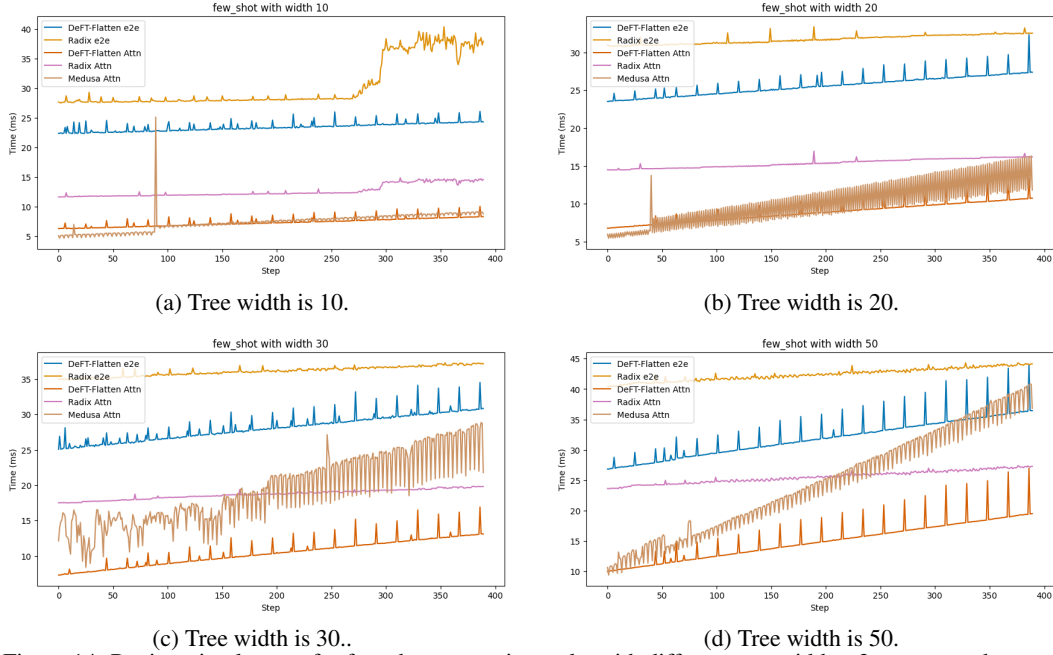 few_shot with width 10
DeFT-Flatten e2e
Radix e2e
DeFT-Flatten Attn
Radix Attn
Medusa Attn
Time (ms)
40
35
30
25
20
15
10
5
0 50 100 150 200 250 300 350 400
Step
(a) Tree width is 10.
few_shot with width 20
DeFT-Flatten e2e
Radix e2e
DeFT-Flatten Attn
Radix Attn
Medusa Attn
Time (ms)
30
25
20
15
10
5
0 50 100 150 200 250 300 350 400
Step
(b) Tree width is 20.
few_shot with width 30
DeFT-Flatten e2e
Radix e2e
DeFT-Flatten Attn
Radix Attn
Medusa Attn
Time (ms)
35
30
25
20
15
10
0 50 100 150 200 250 300 350 400
Step
(c) Tree width is 30..
few_shot with width 50
DeFT-Flatten e2e
Radix e2e
DeFT-Flatten Attn
Radix Attn
Medusa Attn
Time (ms)
45
40
35
30
25
20
15
10
0 50 100 150 200 250 300 350 400
Step
(d) Tree width is 50.